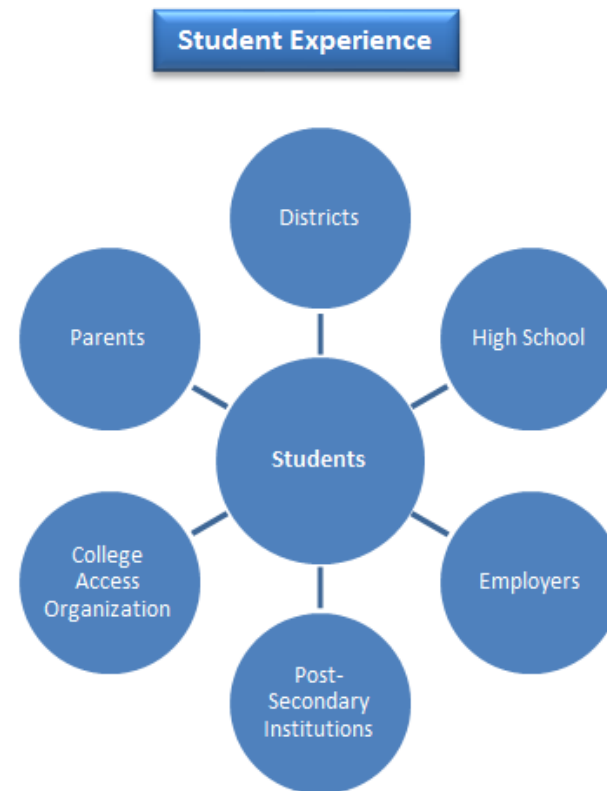 Student Experience
Districts
Parents
High School
Students
College
Access
Organization
Employers
Post-
Secondary
Institutions